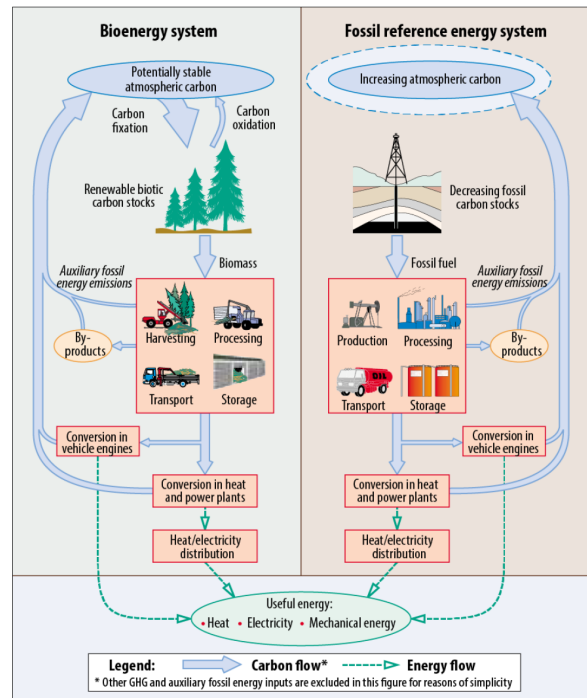 Bioenergy system
Potentially stable
atmospheric carbon
Carbon
fixation
Carbon
oxidation
Renewable biotic
carbon stocks
Biomass
Auxiliary fossil
energy emissions
Harvesting
Processing
By-
products
Transport
Storage
Conversion in
vehicle engines
Conversion in heat
and power plants
Heat/electricity
distribution
Fossil reference energy system
Increasing atmospheric carbon
Decreasing fossil
carbon stocks
Fossil fuel
Auxiliary fossil
energy emissions
Production
Processing
By-
products
OIL
Transport
Storage
Conversion in
vehicle engines
Conversion in heat
and power plants
Heat/electricity
distribution
Useful energy:
• Heat • Electricity • Mechanical energy
Legend: Carbon flow* Energy flow
* Other GHG and auxiliary fossil energy inputs are excluded in this figure for reasons of simplicity